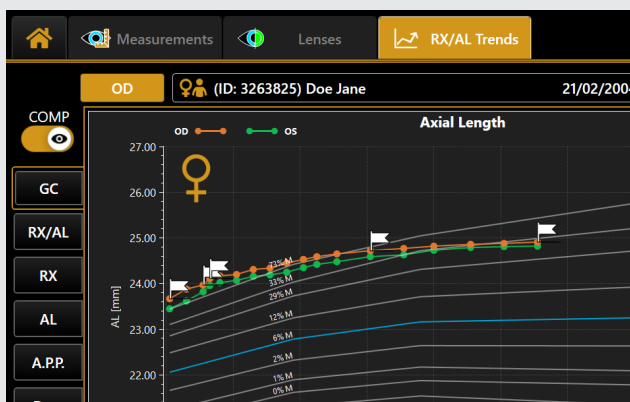 Measurements
Lenses
RX/AL Trends
OD
(ID: 3263825) Doe Jane
21/02/200
COMP
Axial Length
OD
OS
GC
RX/AL
RX
AL
A.P.P.
AL [mm]
27.00
26.00
25.00
24.00
23.00
22.00
73% M
33% M
29% M
12% M
6% M
2% M
1% M
0% M